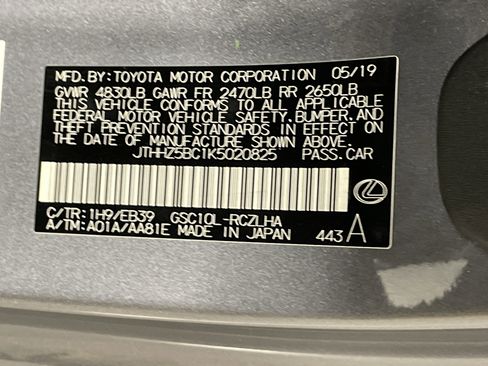 MFD. BY: TOYOTA MOTOR CORPORATION 05/19
GVWR 4830LB GAWR FR 2470LB RR 2650LB
THIS VEHICLE CONFORMS TO ALL APPLICABLE
FEDERAL MOTOR VEHICLE SAFETY, BUMPER, AND
THEFT PREVENTION STANDARDS IN EFFECT ON
THE DATE OF MANUFACTURE SHOWN ABOVE.
JTHHZ5BC1K5020825 PASS.CAR
C/TR: 1H9/EB39 GSC10L-RCZLHA
A/TM: A01A/AA81E MADE IN JAPAN 443 A